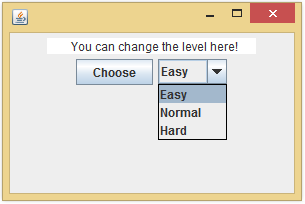 You can change the level here!
Choose Easy
Easy
Normal
Hard